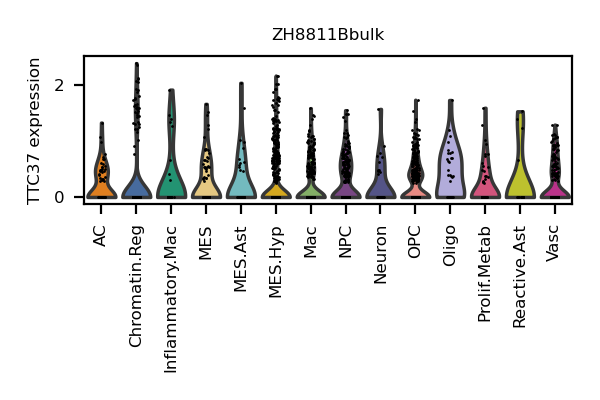 ZH8811Bbulk
TTC37 expression
2
0
AC
Chromatin.Reg
Inflammatory.Mac
MES
MES.Ast
MES.Hyp
Mac
NPC
Neuron
OPC
Oligo
Prolif.Metab
Reactive.Ast
Vasc